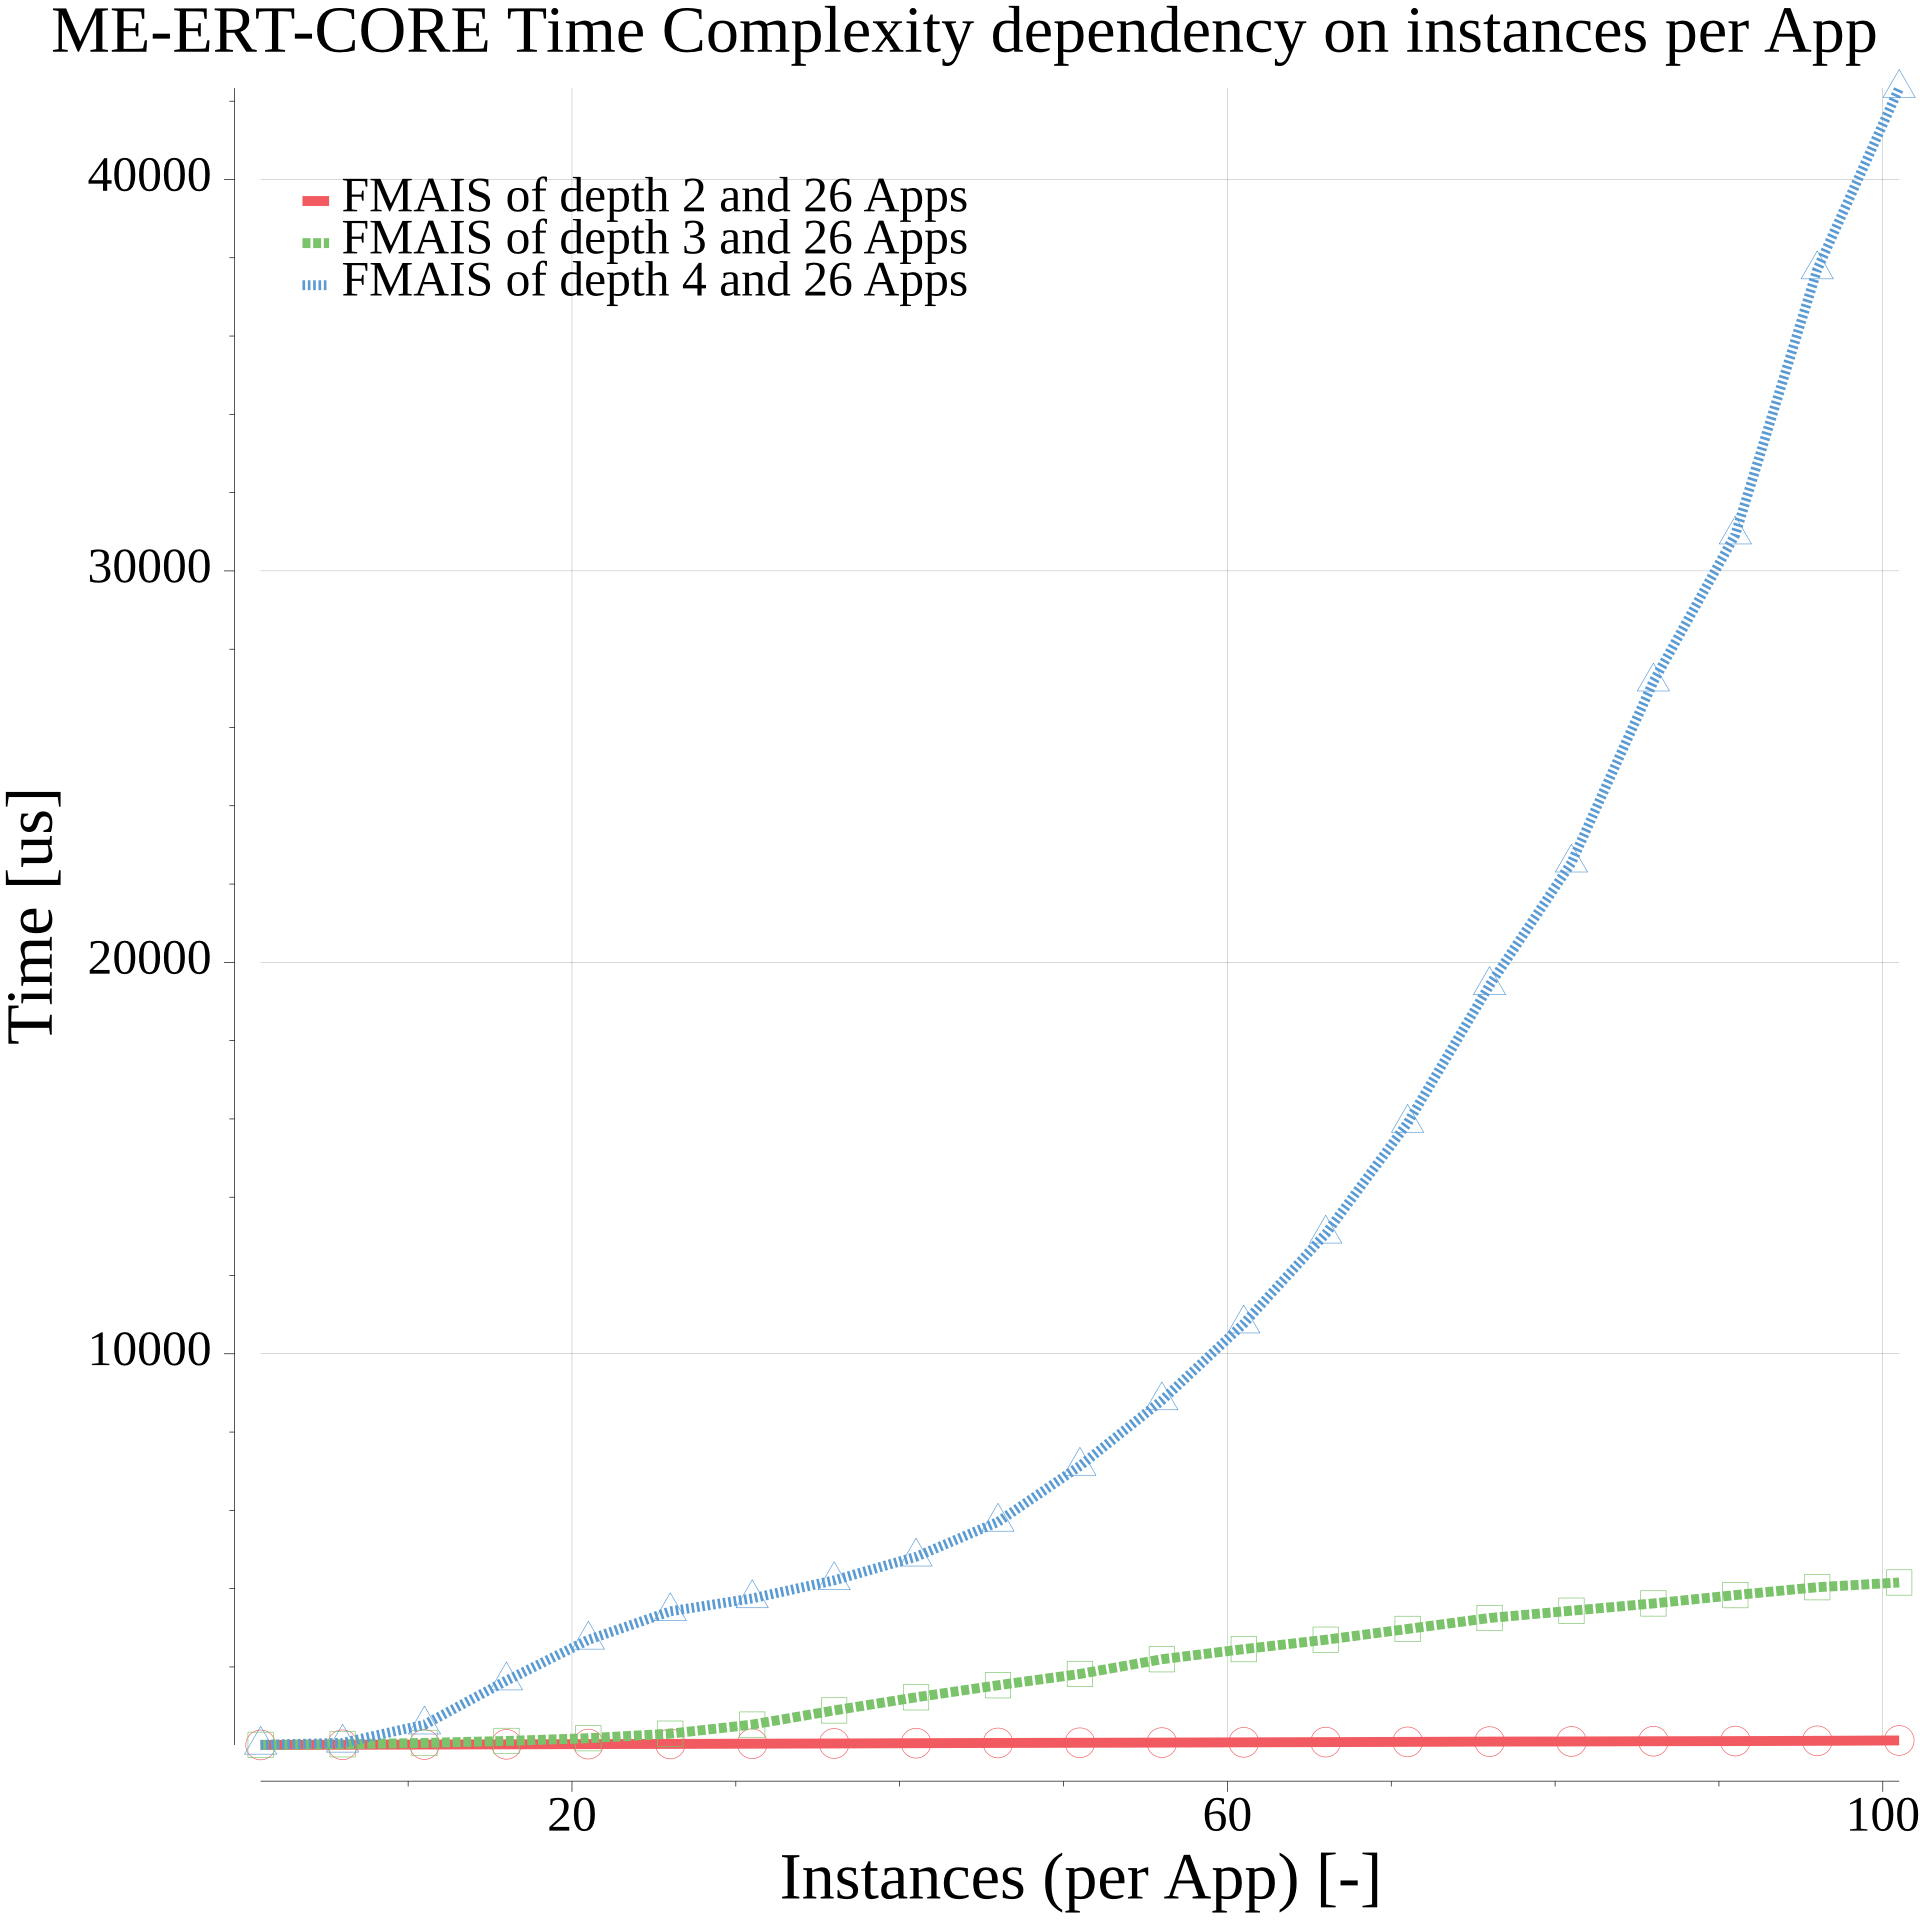 ME-ERT-CORE Time Complexity dependency on instances per App
40000
FMAIS of depth 2 and 26 Apps
FMAIS of depth 3 and 26 Apps
FMAIS of depth 4 and 26 Apps
30000
Time [us]
20000
10000
20
60
100
Instances (per App) [-]